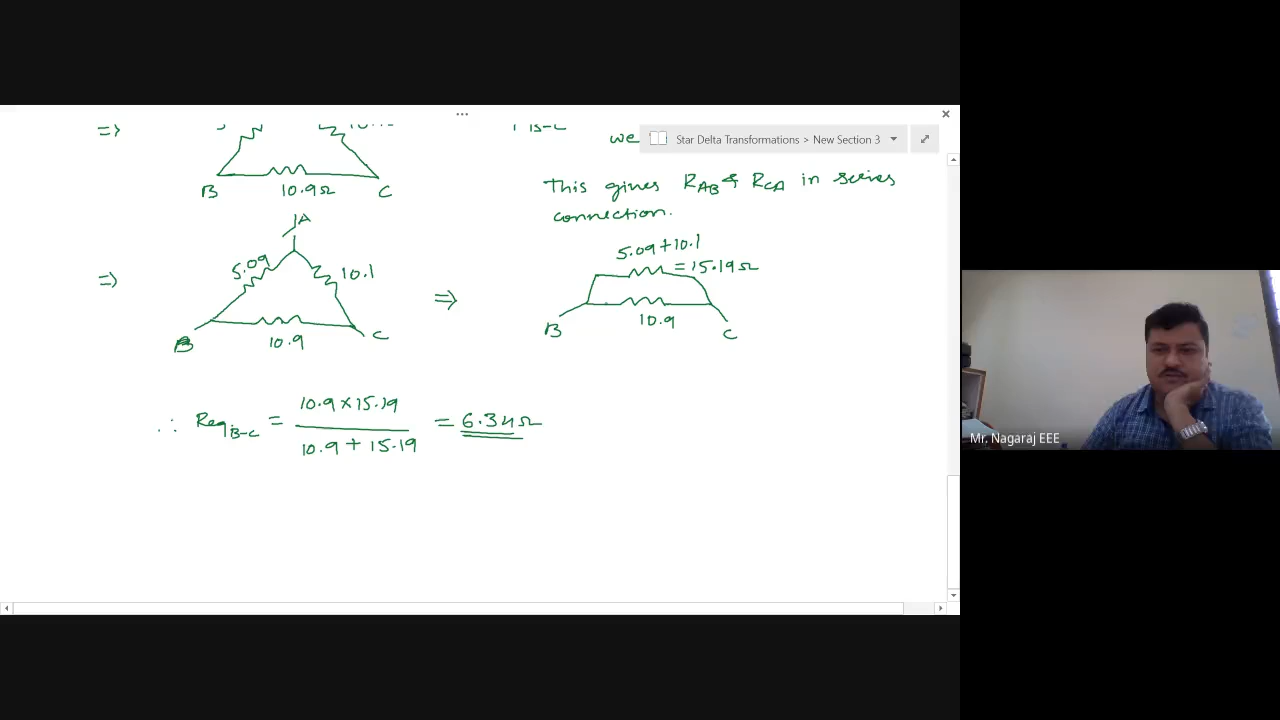 Star Delta Transformations > New Section 3
=>
we
B 10.9Ω C
This gives RAB & RCA in series
connection.
A
5.09 10.1
=>
B 10.9 C
=>
5.09+10.1
=15.19Ω
10.9
B C
∴ Req B-C = 10.9 x 15.19 / 10.9 + 15.19 = 6.34Ω
Mr. Nagaraj EEE